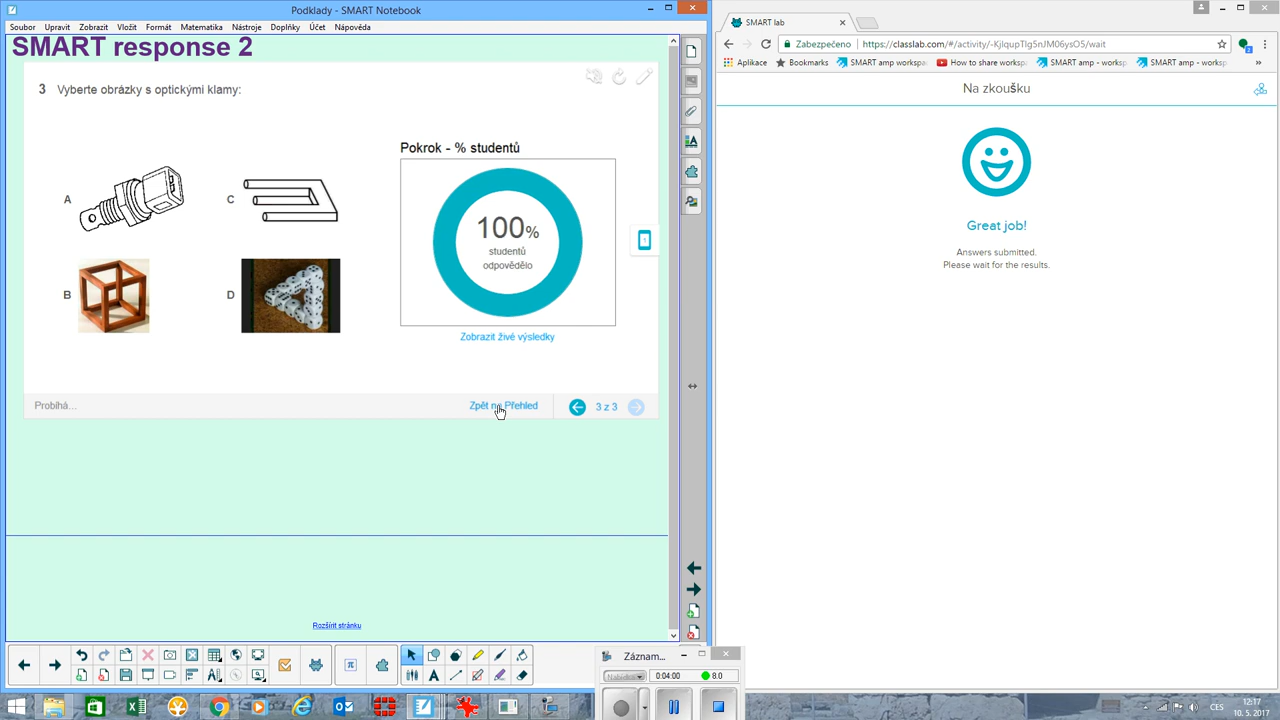 Podklady - SMART Notebook
Soubor Upravit Zobrazit Vložit Formát Matematika Nástroje Doplňky Účet Nápověda
SMART response 2
3 Vyberte obrázky s optickými klamy:
Pokrok - % studentů
A
C
100%
studentů
odpovědělo
B
D
Zobrazit živé výsledky
Probíhá...
Zpět na Přehled
3 z 3
Rozšířit stránku
SMART lab
Zabezpečeno
https://classlab.com/#/activity/-KjlqupTIg5nJM06ysO5/wait
Aplikace Bookmarks SMART amp workspa How to share worksp SMART amp - worksp SMART amp - worksp »
Na zkoušku
Great job!
Answers submitted.
Please wait for the results.
Záznam...
0:04:00 8.0
CES
12:17
10. 5. 2017